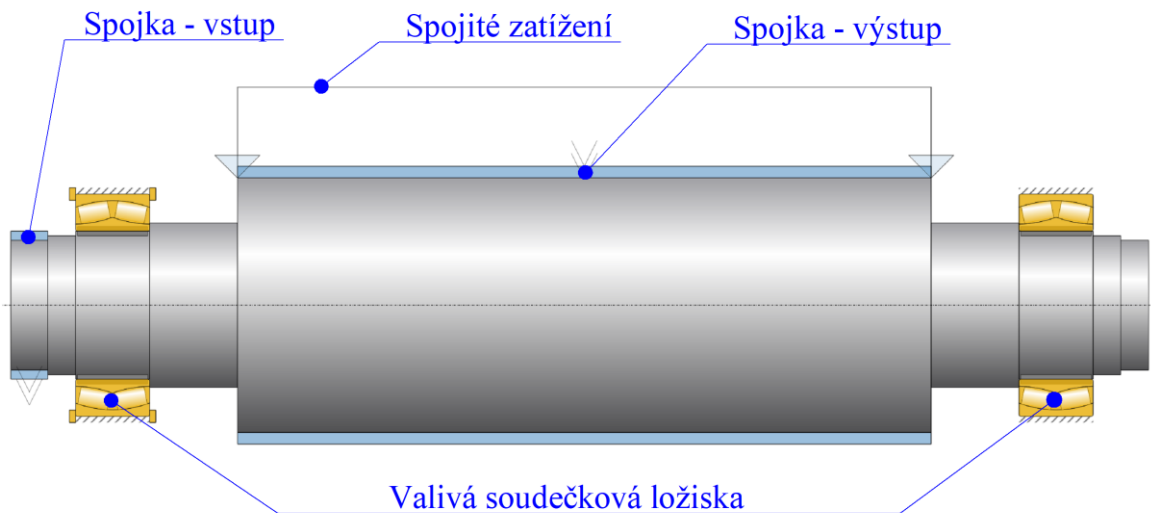 Spojka - vstup
Spojité zatížení
Spojka - výstup
Valivá soudečková ložiska